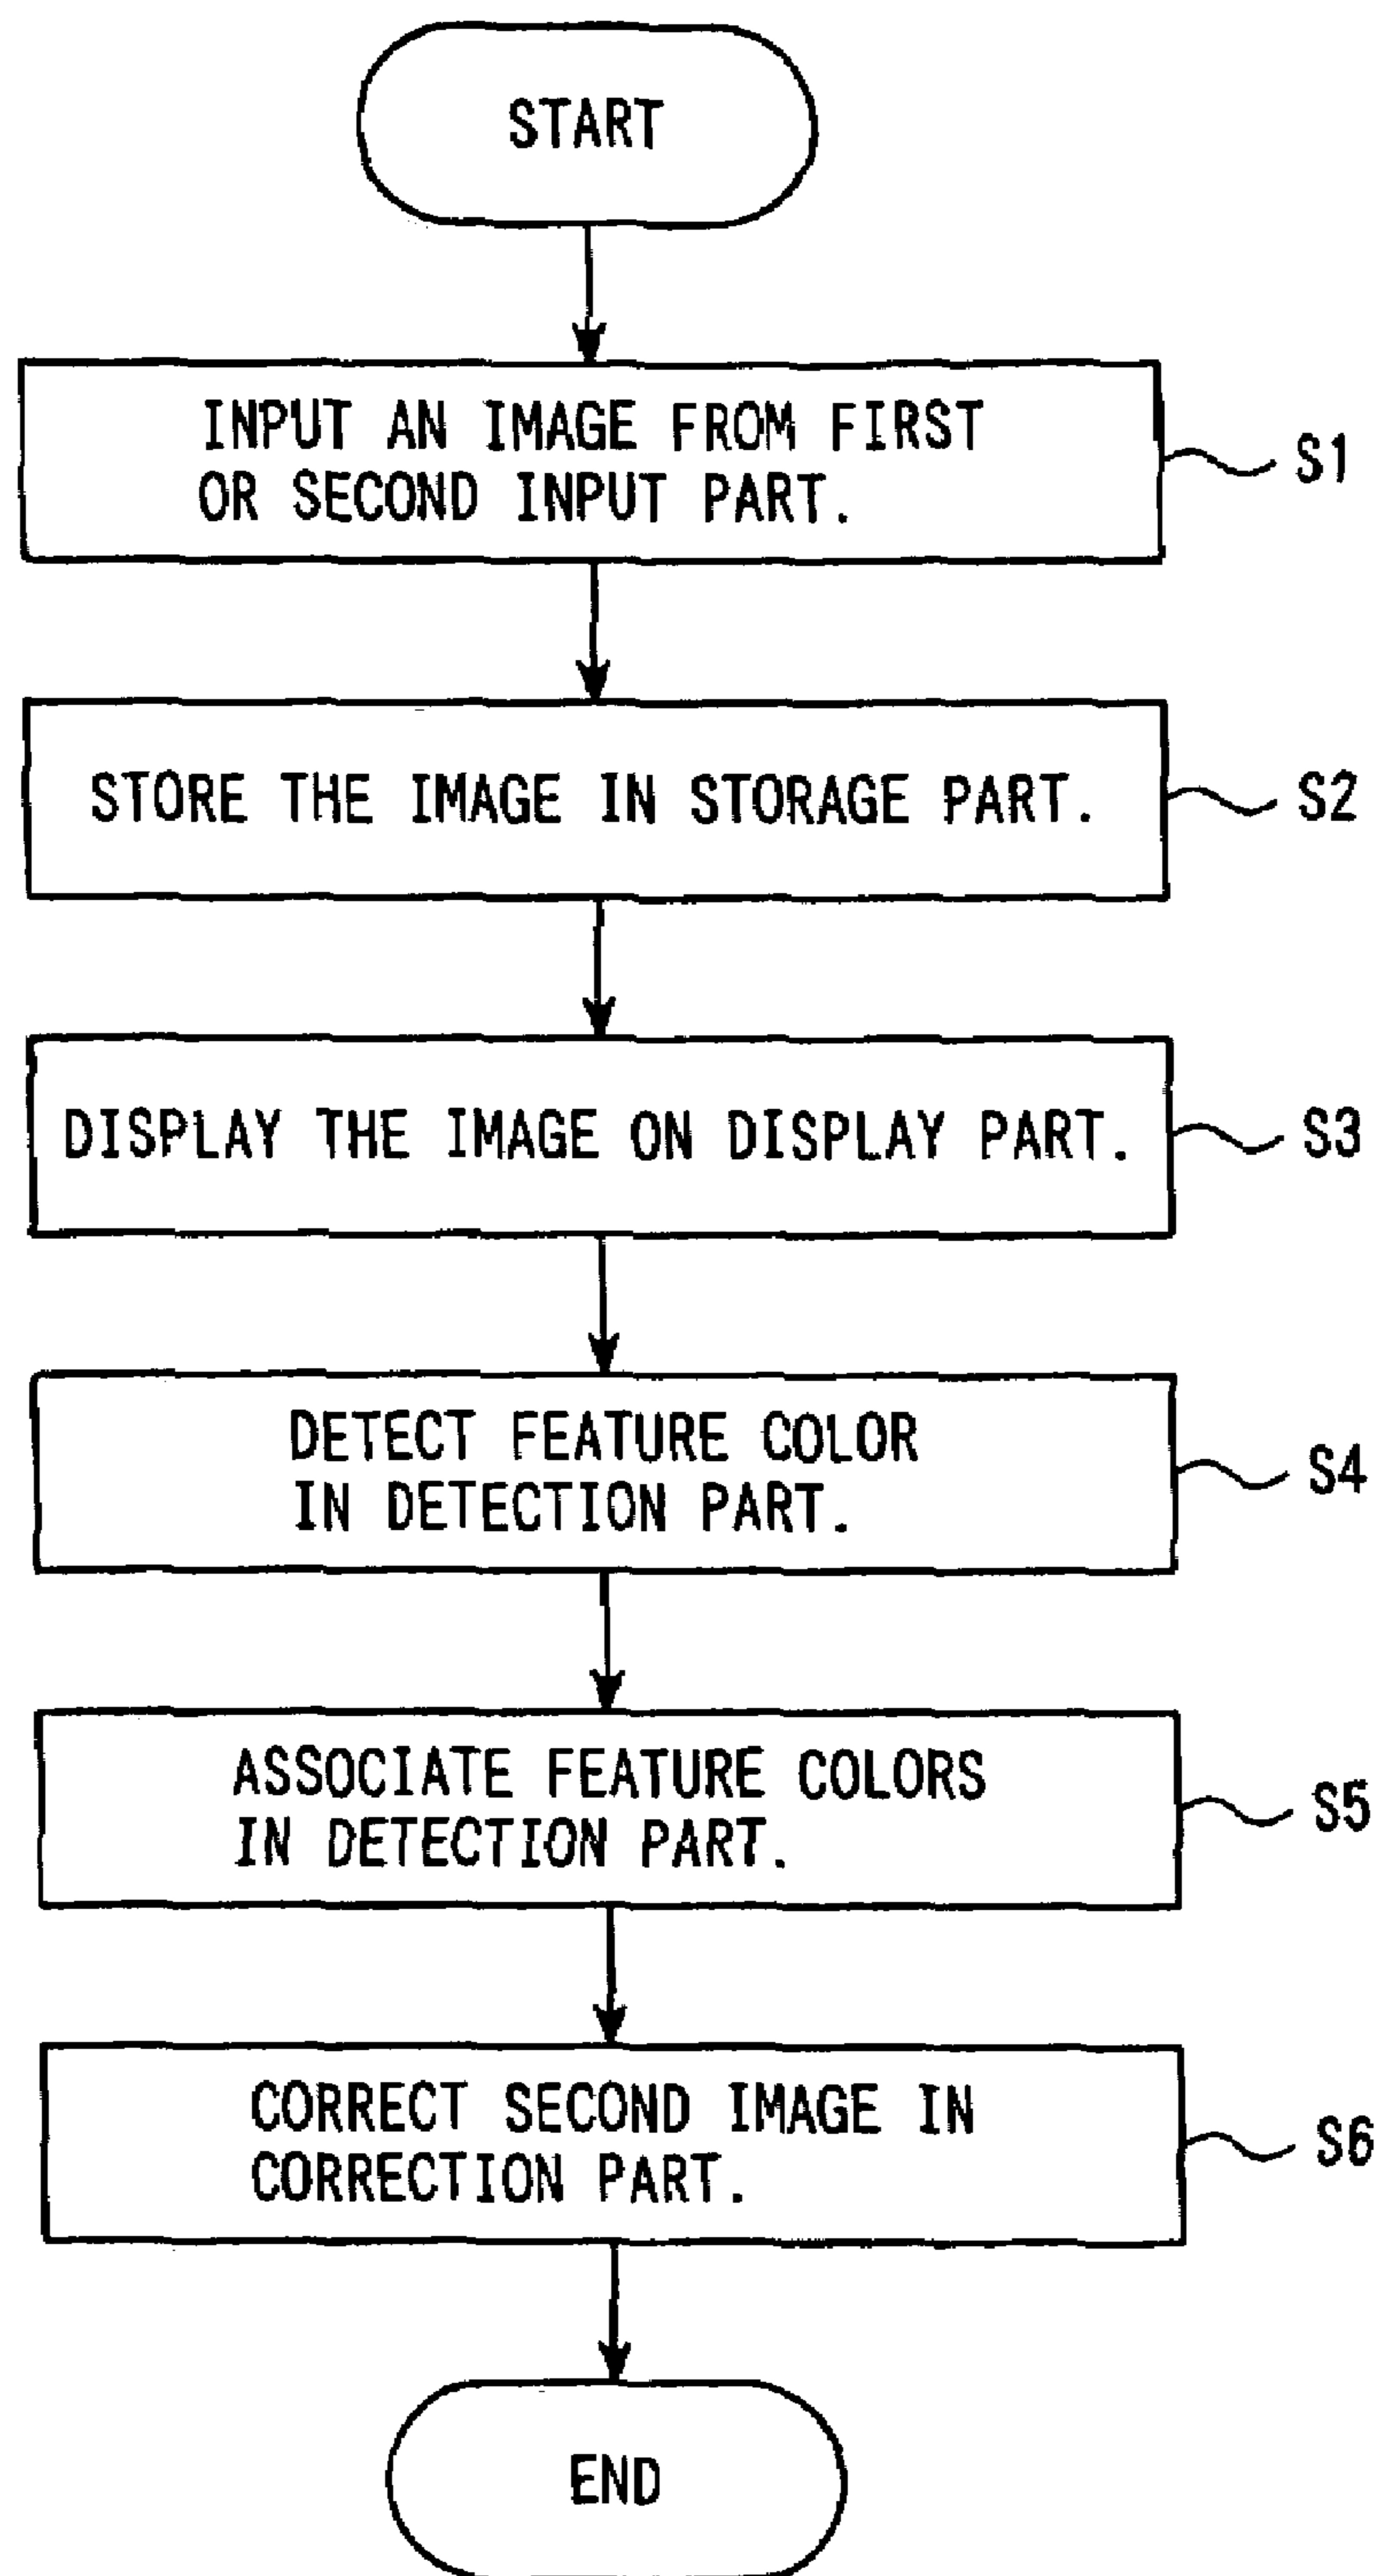 START
INPUT AN IMAGE FROM FIRST
OR SECOND INPUT PART.
S1
STORE THE IMAGE IN STORAGE PART.
S2
DISPLAY THE IMAGE ON DISPLAY PART.
S3
DETECT FEATURE COLOR
IN DETECTION PART.
S4
ASSOCIATE FEATURE COLORS
IN DETECTION PART.
S5
CORRECT SECOND IMAGE IN
CORRECTION PART.
S6
END